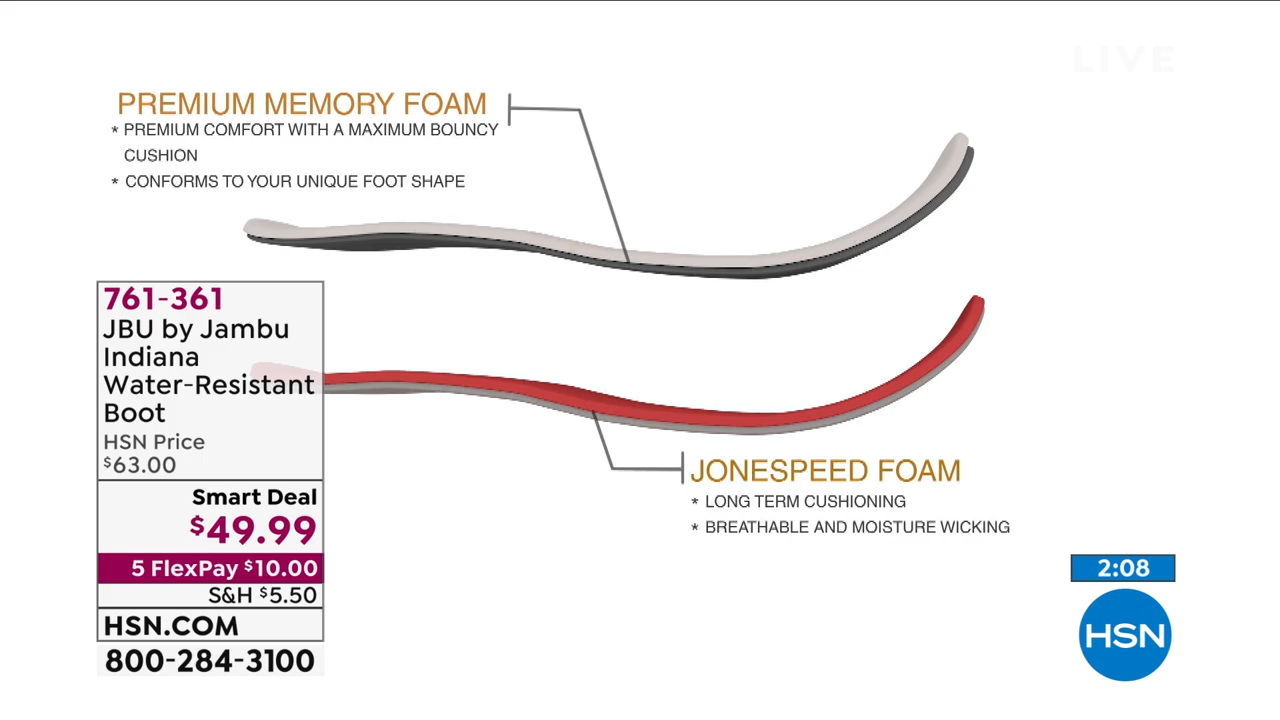 LIVE
PREMIUM MEMORY FOAM
* PREMIUM COMFORT WITH A MAXIMUM BOUNCY
CUSHION
* CONFORMS TO YOUR UNIQUE FOOT SHAPE
761-361
JBU by Jambu
Indiana
Water-Resistant
Boot
HSN Price
$63.00
Smart Deal
$49.99
5 FlexPay $10.00
S&H $5.50
HSN.COM
800-284-3100
JONESPEED FOAM
* LONG TERM CUSHIONING
* BREATHABLE AND MOISTURE WICKING
2:08
HSN